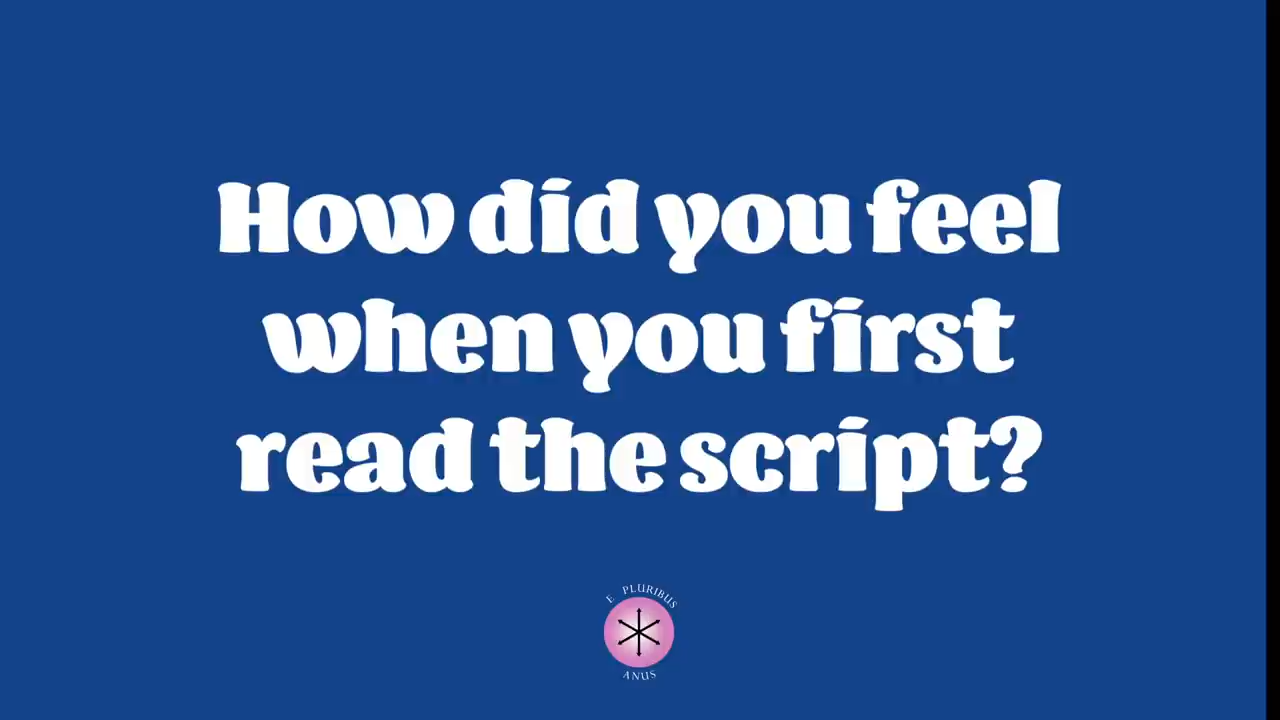 How did you feel
when you first
read the script?
E PLURIBUS
ANUS